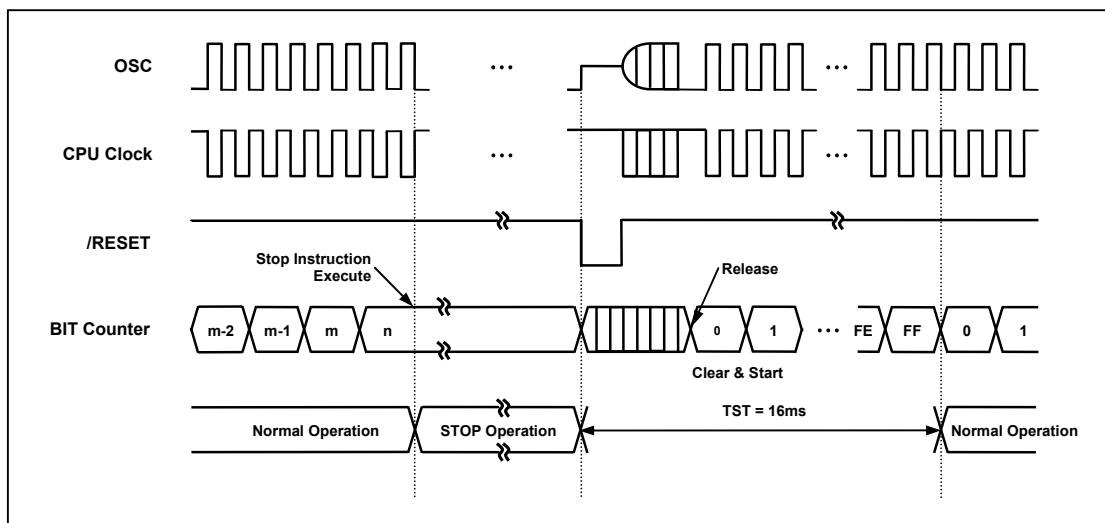 OSC
...
...
CPU Clock
...
...
/RESET
Stop Instruction
Execute
Release
BIT Counter
m-2 m-1 m n 0 1 ... FE FF 0 1
Clear & Start
TST = 16ms
Normal Operation STOP Operation Normal Operation